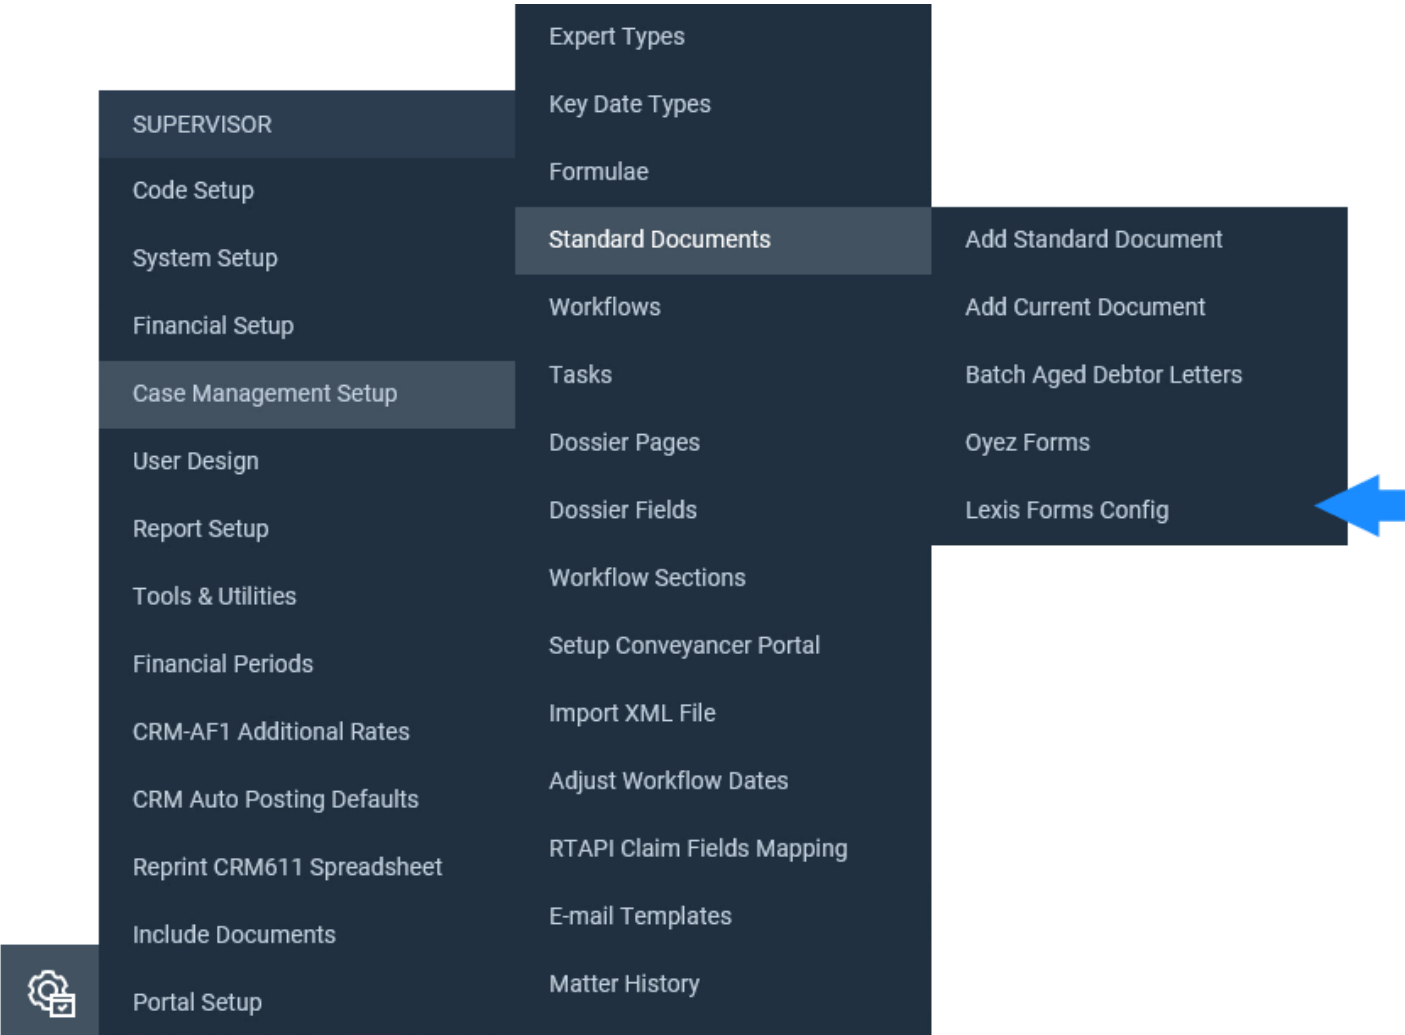 SUPERVISOR
Code Setup
System Setup
Financial Setup
Case Management Setup
User Design
Report Setup
Tools & Utilities
Financial Periods
CRM-AF1 Additional Rates
CRM Auto Posting Defaults
Reprint CRM611 Spreadsheet
Include Documents
Portal Setup
Expert Types
Key Date Types
Formulae
Standard Documents
Workflows
Tasks
Dossier Pages
Dossier Fields
Workflow Sections
Setup Conveyancer Portal
Import XML File
Adjust Workflow Dates
RTAPI Claim Fields Mapping
E-mail Templates
Matter History
Add Standard Document
Add Current Document
Batch Aged Debtor Letters
Oyez Forms
Lexis Forms Config